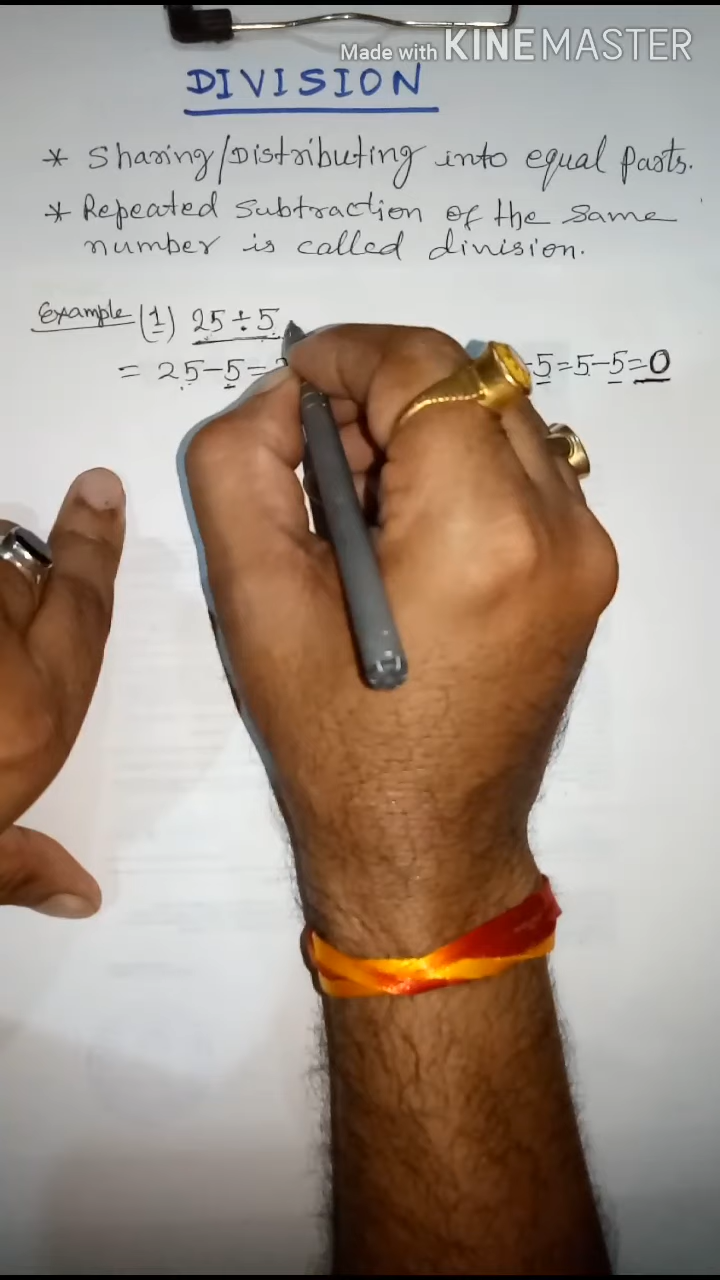 Made with KINEMASTER
DIVISION
* Sharing/Distributing into equal Parts.
* Repeated subtraction of the same
number is called division.
Example (1) 25÷5
= 25-5= -5=5-5=0